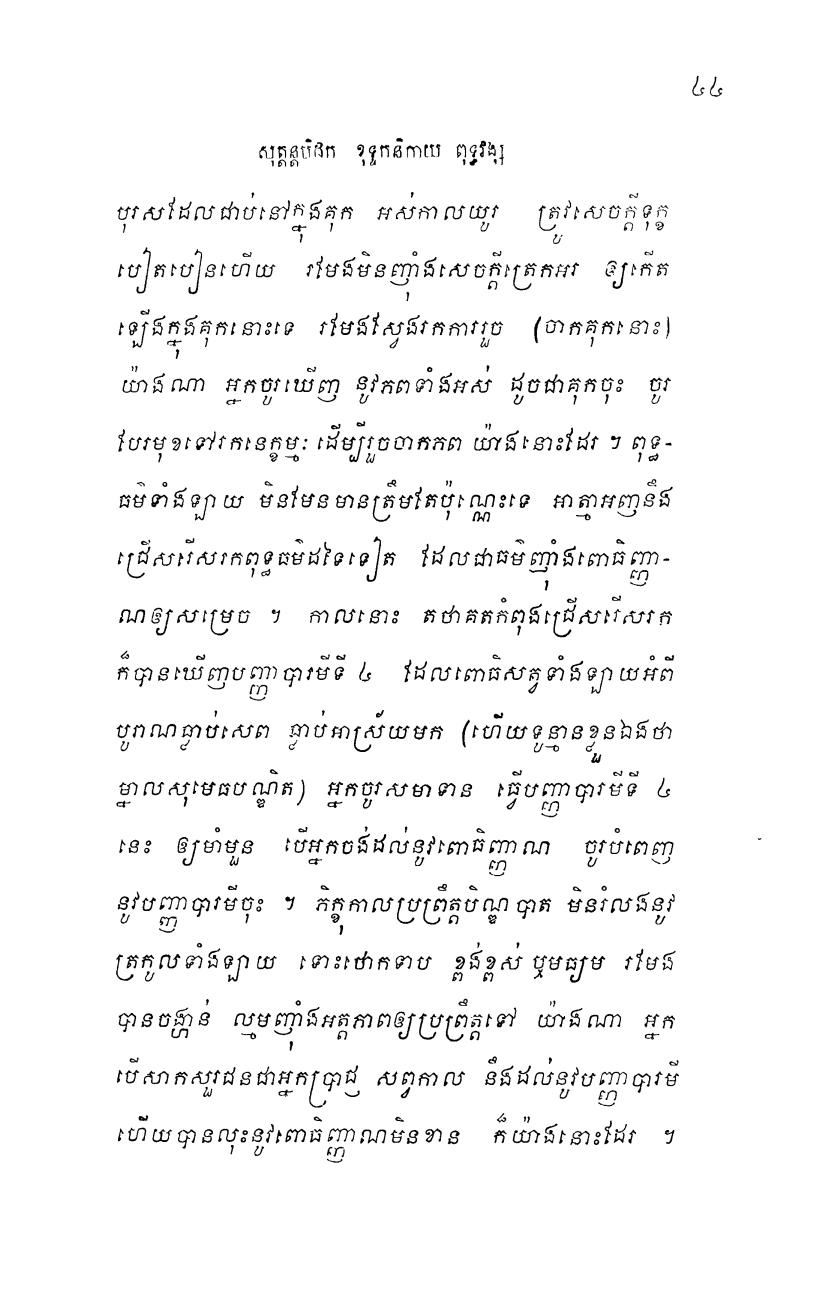 ៤៤
សុត្តន្តបិដក ខុទ្ទកនិកាយ ពុទ្ធវង្ស
បុរសដែលជាប់នៅក្នុងគុក អស់កាលយូរ ត្រូវសេចក្តីទុក្ខ
បៀតបៀនហើយ រមែងមិនញ៉ាំងសេចក្តីត្រេកអរ ឲ្យកើត
ឡើងក្នុងគុកនោះទេ រមែងស្វែងរកការរួច (ចាកគុកនោះ)
យ៉ាងណា អ្នកចូរឃើញ នូវភពទាំងអស់ ដូចជាគុកចុះ ចូរ
បែរមុខទៅរកនេក្ខម្មៈ ដើម្បីរួចចាកភព យ៉ាងនោះដែរ ។ ពុទ្ធ-
ធម៌ទាំងឡាយ មិនមែនមានត្រឹមតែប៉ុណ្ណេះទេ អាត្មាអញនឹង
ជ្រើសរើសរកពុទ្ធធម៌ដទៃទៀត ដែលជាធម៌ញ៉ាំងពោធិញ្ញា-
ណឲ្យសម្រេច ។ កាលនោះ តថាគតកំពុងជ្រើសរើសរក
ក៏បានឃើញបញ្ញាបារមីទី ៤ ដែលពោធិសត្វទាំងឡាយអំពី
បូរាណធ្លាប់សេព ធ្លាប់អាស្រ័យមក (ហើយទូន្មានខ្លួនឯងថា
ម្នាលសុមេធបណ្ឌិត) អ្នកចូរសមាទាន ធ្វើបញ្ញាបារមីទី ៤
នេះ ឲ្យមាំមួន បើអ្នកចង់ដល់នូវពោធិញ្ញាណ ចូរបំពេញ
នូវបញ្ញាបារមីចុះ ។ ភិក្ខុកាលប្រព្រឹត្តបិណ្ឌបាត មិនរំលងនូវ
ត្រកូលទាំងឡាយ ទោះថោកទាប ខ្ពង់ខ្ពស់ ឬមធ្យម រមែង
បានចង្ហាន់ ល្មមញ៉ាំងអត្តភាពឲ្យប្រព្រឹត្តទៅ យ៉ាងណា អ្នក
បើសាកសួរជនជាអ្នកប្រាជ្ញ សព្វកាល នឹងដល់នូវបញ្ញាបារមី
ហើយបានលុះនូវពោធិញ្ញាណមិនខាន ក៏យ៉ាងនោះដែរ ។